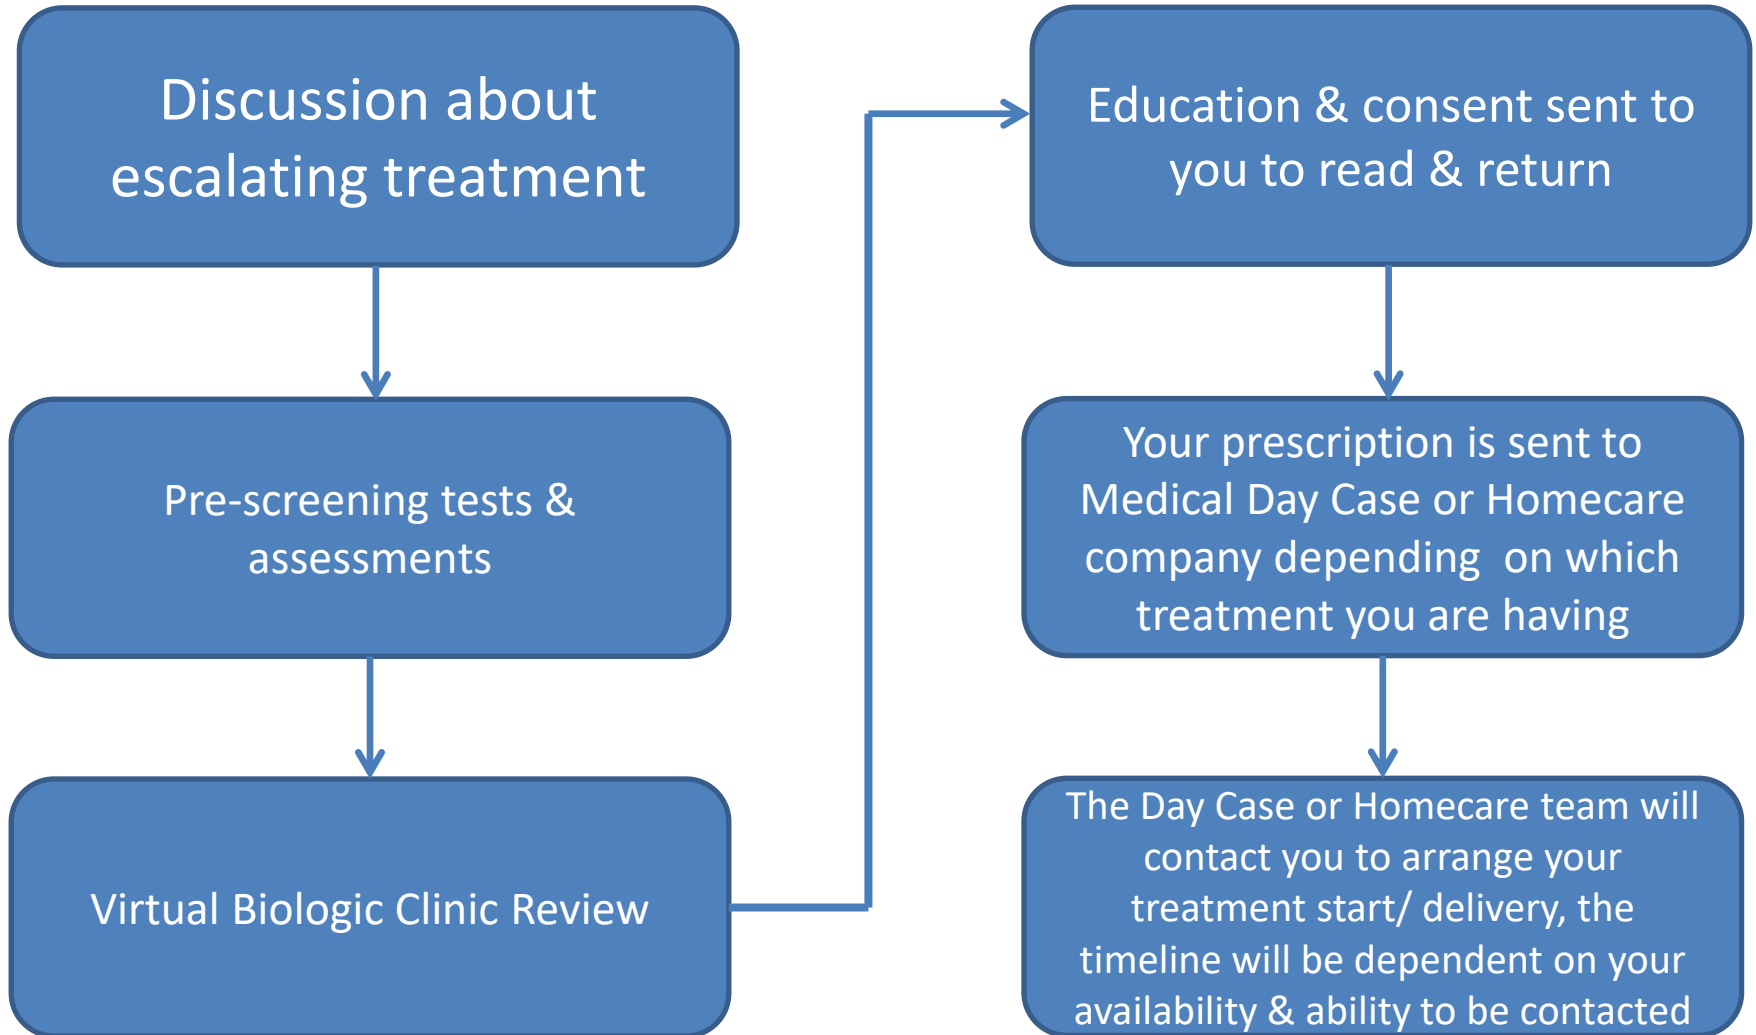 Discussion about
escalating treatment
Pre-screening tests &
assessments
Virtual Biologic Clinic Review
Education & consent sent to
you to read & return
Your prescription is sent to
Medical Day Case or Homecare
company depending  on which
treatment you are having
The Day Case or Homecare team will
contact you to arrange your
treatment start/ delivery, the
timeline will be dependent on your
availability & ability to be contacted